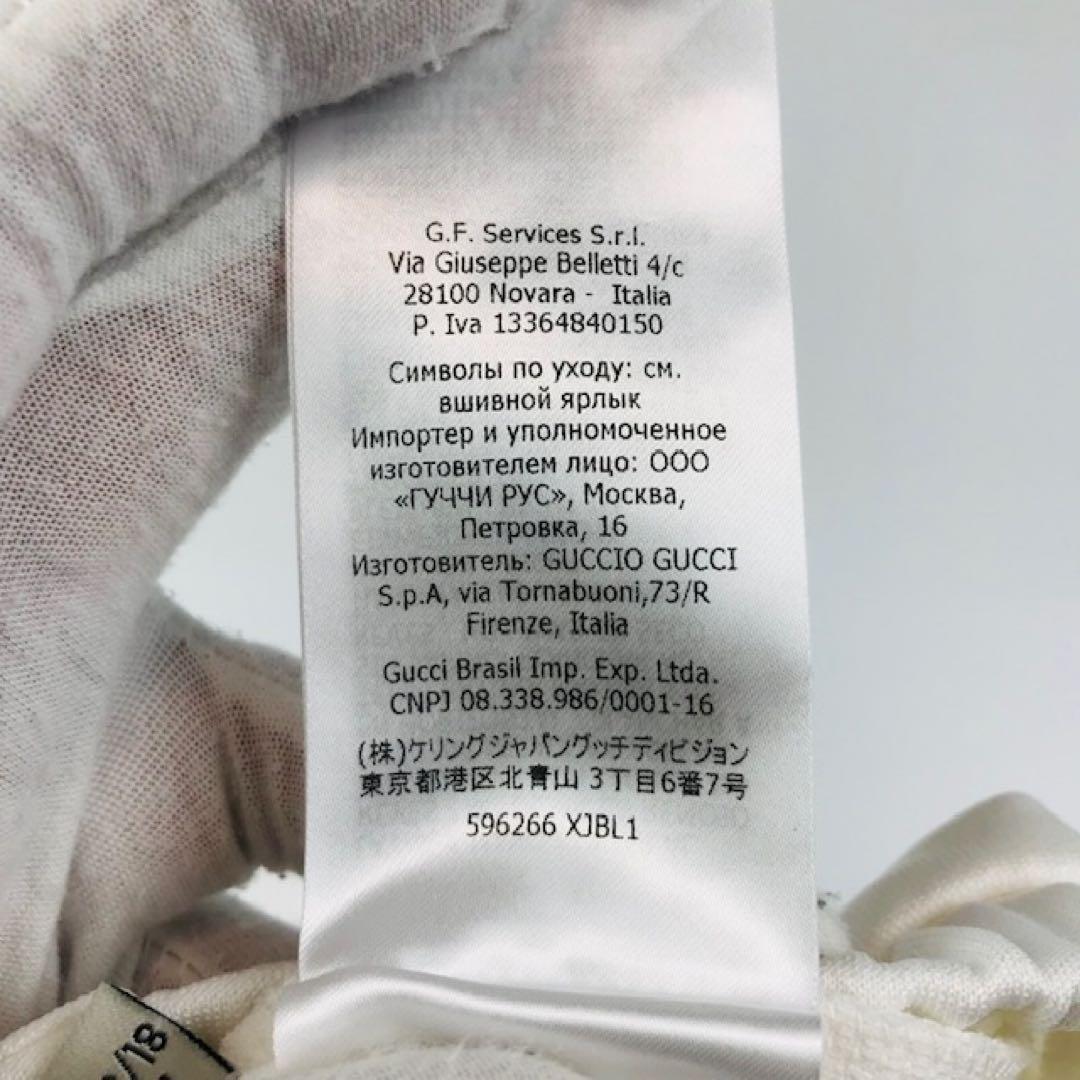 G.F. Services S.r.l.
Via Giuseppe Belletti 4/c
28100 Novara - Italia
P. Iva 13364840150
Символы по уходу: см.
вшивной ярлык
Импортер и уполномоченное
изготовителем лицо: ООО
«ГУЧЧИ РУС», Москва,
Петровка, 16
Изготовитель: GUCCIO GUCCI
S.p.A, via Tornabuoni,73/R
Firenze, Italia
Gucci Brasil Imp. Exp. Ltda.
CNPJ 08.338.986/0001-16
(株)ケリングジャパングッチディビジョン
東京都港区北青山 3丁目6番7号
596266 XJBL1
/18